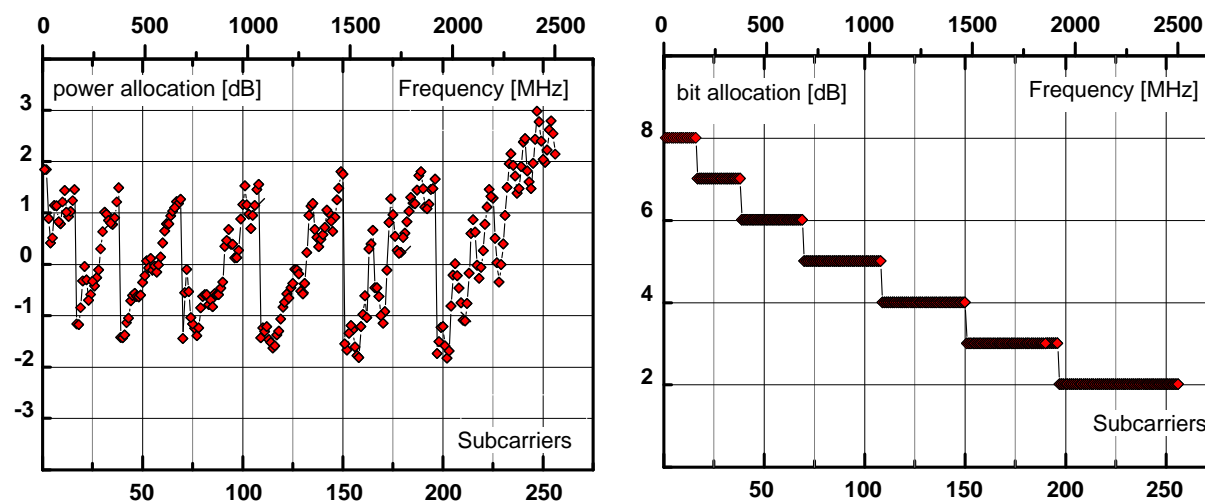 0 500 1000 1500 2000 2500
power allocation [dB] Frequency [MHz]
3
2
1
0
-1
-2
-3
Subcarriers
50 100 150 200 250
0 500 1000 1500 2000 2500
bit allocation [dB] Frequency [MHz]
8
6
4
2
Subcarriers
50 100 150 200 250